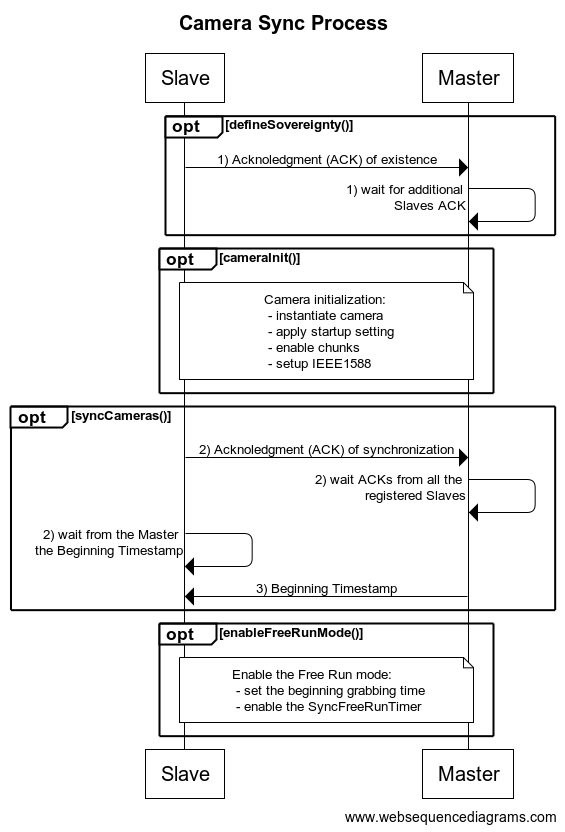 Camera Sync Process
Slave
Master
opt
[defineSovereignty()]
1) Acknoledgment (ACK) of existence
1) wait for additional
Slaves ACK
opt
[cameraInit()]
Camera initialization:
- instantiate camera
- apply startup setting
- enable chunks
- setup IEEE1588
opt
[syncCameras()]
2) Acknoledgment (ACK) of synchronization
2) wait ACKs from all the
registered Slaves
2) wait from the Master
the Beginning Timestamp
3) Beginning Timestamp
opt
[enableFreeRunMode()]
Enable the Free Run mode:
- set the beginning grabbing time
- enable the SyncFreeRunTimer
Slave
Master
www.websequencediagrams.com